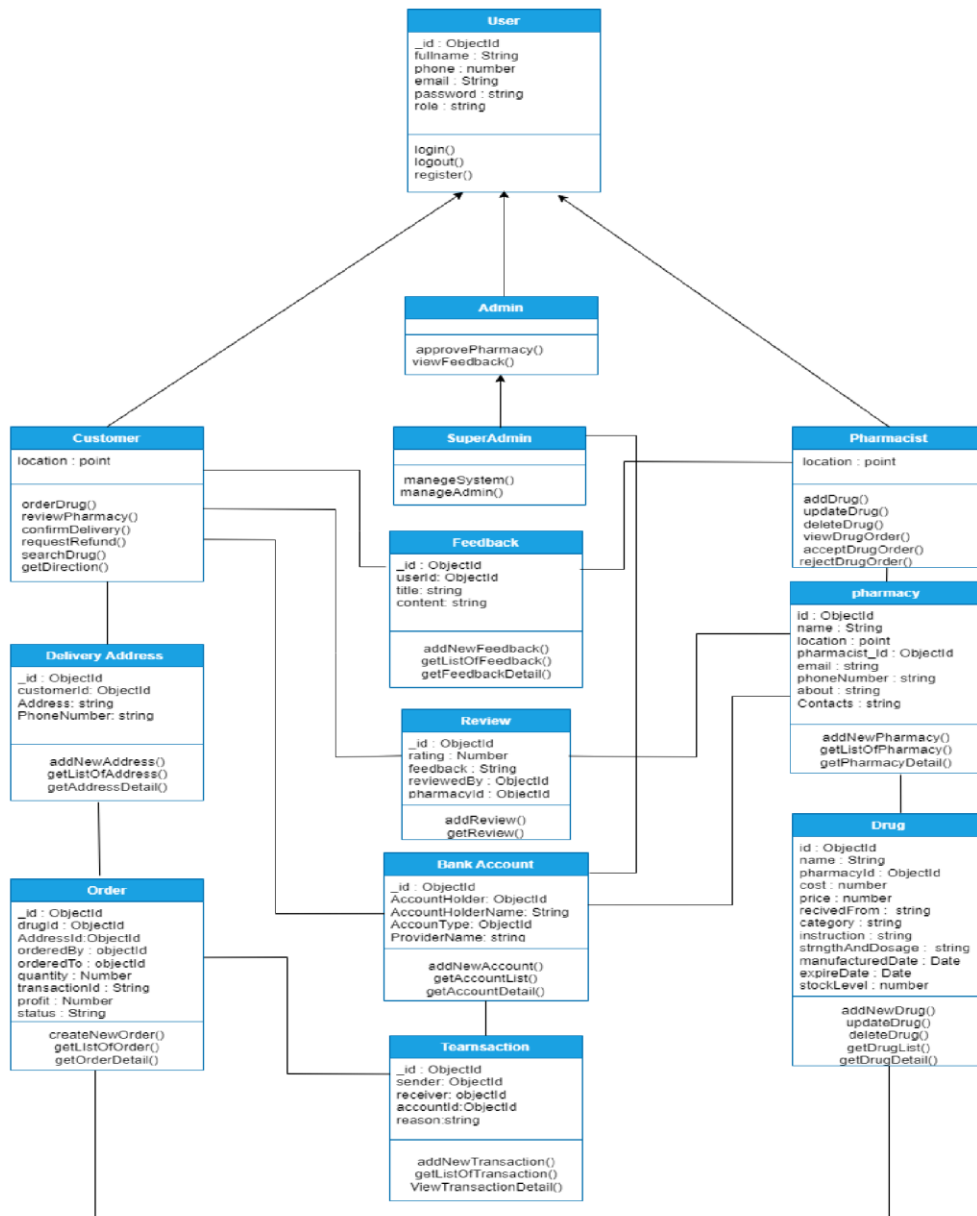 User
_id : ObjectId
fullname : String
phone : number
email : String
password : string
role : string
login()
logout()
register()
Admin
approvePharmacy()
viewFeedback()
Customer
location : point
orderDrug()
reviewPharmacy()
confirmDelivery()
requestRefund()
searchDrug()
getDirection()
SuperAdmin
manegeSystem()
manageAdmin()
Pharmacist
location : point
addDrug()
updateDrug()
deleteDrug()
viewDrugOrder()
acceptDrugOrder()
rejectDrugOrder()
Feedback
_id : ObjectId
userId: ObjectId
title: string
content: string
addNewFeedback()
getListOfFeedback()
getFeedbackDetail()
pharmacy
id : ObjectId
name : String
location : point
pharmacist_Id : ObjectId
email : string
phoneNumber : string
about : string
Contacts : string
addNewPharmacy()
getListOfPharmacy()
getPharmacyDetail()
Delivery Address
_id : ObjectId
customerId: ObjectId
Address: string
PhoneNumber: string
addNewAddress()
getListOfAddress()
getAddressDetail()
Review
_id : ObjectId
rating : Number
feedback : String
reviewedBy : ObjectId
pharmacyId : ObjectId
addReview()
getReview()
Drug
id : ObjectId
name : String
pharmacyId : ObjectId
cost : number
price : number
recivedFrom : string
category : string
instruction : string
strngthAndDosage : string
manufacturedDate : Date
expireDate : Date
stockLevel : number
addNewDrug()
updateDrug()
deleteDrug()
getDrugList()
getDrugDetail()
Bank Account
_id : ObjectId
AccountHolder: ObjectId
AccountHolderName: String
AccounType: ObjectId
ProviderName: string
addNewAccount()
getAccountList()
getAccountDetail()
Order
_id : ObjectId
drugId : ObjectId
AddressId:ObjectId
orderedBy : objectId
orderedTo : objectId
quantity : Number
transactionId : String
profit : Number
status : String
createNewOrder()
getListOfOrder()
getOrderDetail()
Tearnsaction
_id : ObjectId
sender: ObjectId
receiver: objectId
accountId:ObjectId
reason:string
addNewTransaction()
getListOfTransaction()
ViewTransactionDetail()